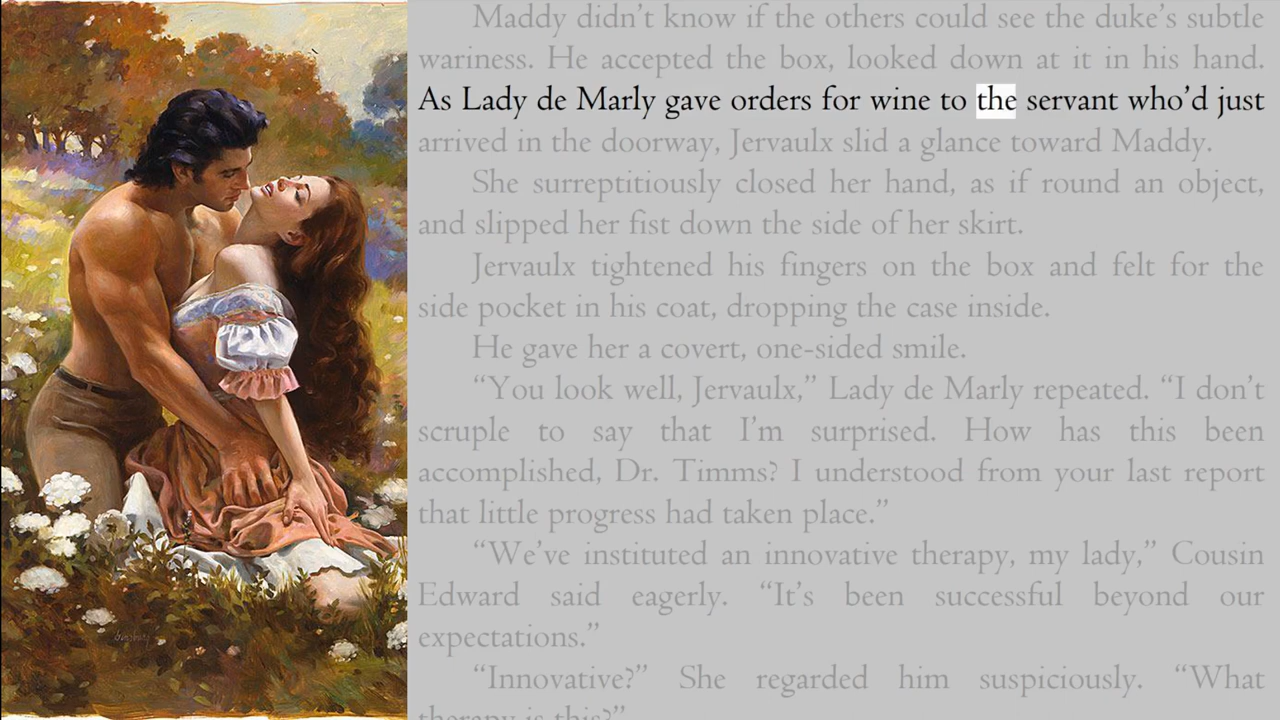 Maddy didn’t know if the others could see the duke’s subtle
wariness. He accepted the box, looked down at it in his hand.
As Lady de Marly gave orders for wine to the servant who’d just
arrived in the doorway, Jervaulx slid a glance toward Maddy.
She surreptitiously closed her hand, as if round an object,
and slipped her fist down the side of her skirt.
Jervaulx tightened his fingers on the box and felt for the
side pocket in his coat, dropping the case inside.
He gave her a covert, one-sided smile.
“You look well, Jervaulx,” Lady de Marly repeated. “I don’t
scruple to say that I’m surprised. How has this been
accomplished, Dr. Timms? I understood from your last report
that little progress had taken place.”
“We’ve instituted an innovative therapy, my lady,” Cousin
Edward said eagerly. “It’s been successful beyond our
expectations.”
“Innovative?” She regarded him suspiciously. “What
therapy is this?”